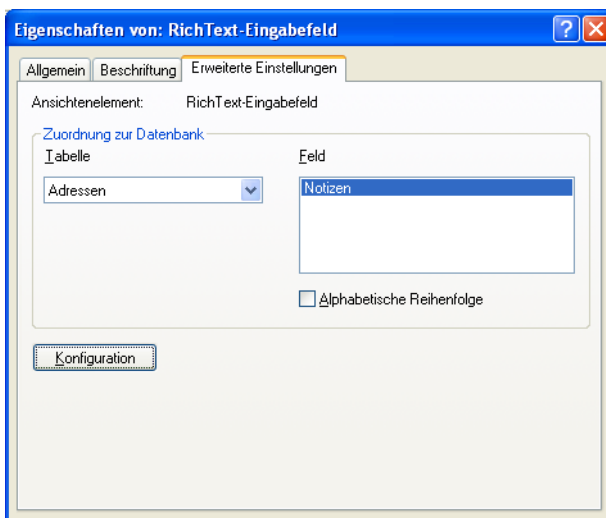 Eigenschaften von: RichText-Eingabefeld
Allgemein Beschriftung Erweiterte Einstellungen
Ansichtenelement: RichText-Eingabefeld
Zuordnung zur Datenbank
Tabelle Feld
Adressen Notizen
Alphabetische Reihenfolge
Konfiguration